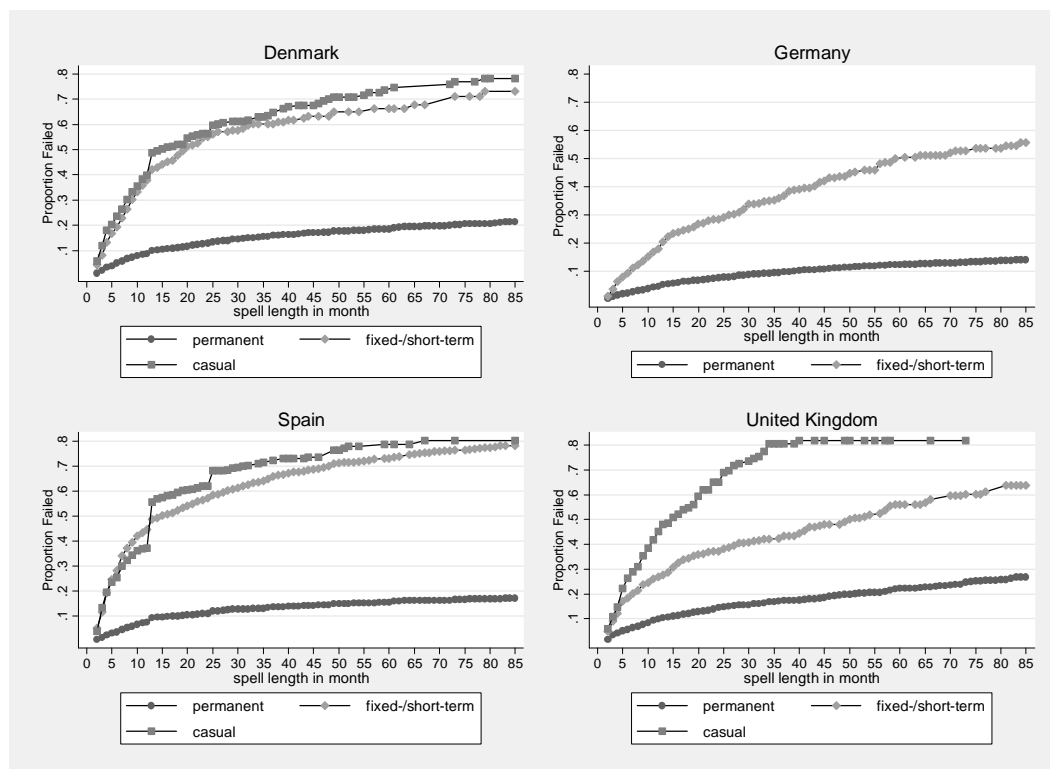 Denmark
Proportion Failed
.1 .2 .3 .4 .5 .6 .7 .8
0 5 10 15 20 25 30 35 40 45 50 55 60 65 70 75 80 85
spell length in month
permanent fixed-/short-term
casual
Germany
Proportion Failed
.1 .2 .3 .4 .5 .6 .7 .8
0 5 10 15 20 25 30 35 40 45 50 55 60 65 70 75 80 85
spell length in month
permanent fixed-/short-term
Spain
Proportion Failed
.1 .2 .3 .4 .5 .6 .7 .8
0 5 10 15 20 25 30 35 40 45 50 55 60 65 70 75 80 85
spell length in month
permanent fixed-/short-term
casual
United Kingdom
Proportion Failed
.1 .2 .3 .4 .5 .6 .7 .8
0 5 10 15 20 25 30 35 40 45 50 55 60 65 70 75 80 85
spell length in month
permanent fixed-/short-term
casual